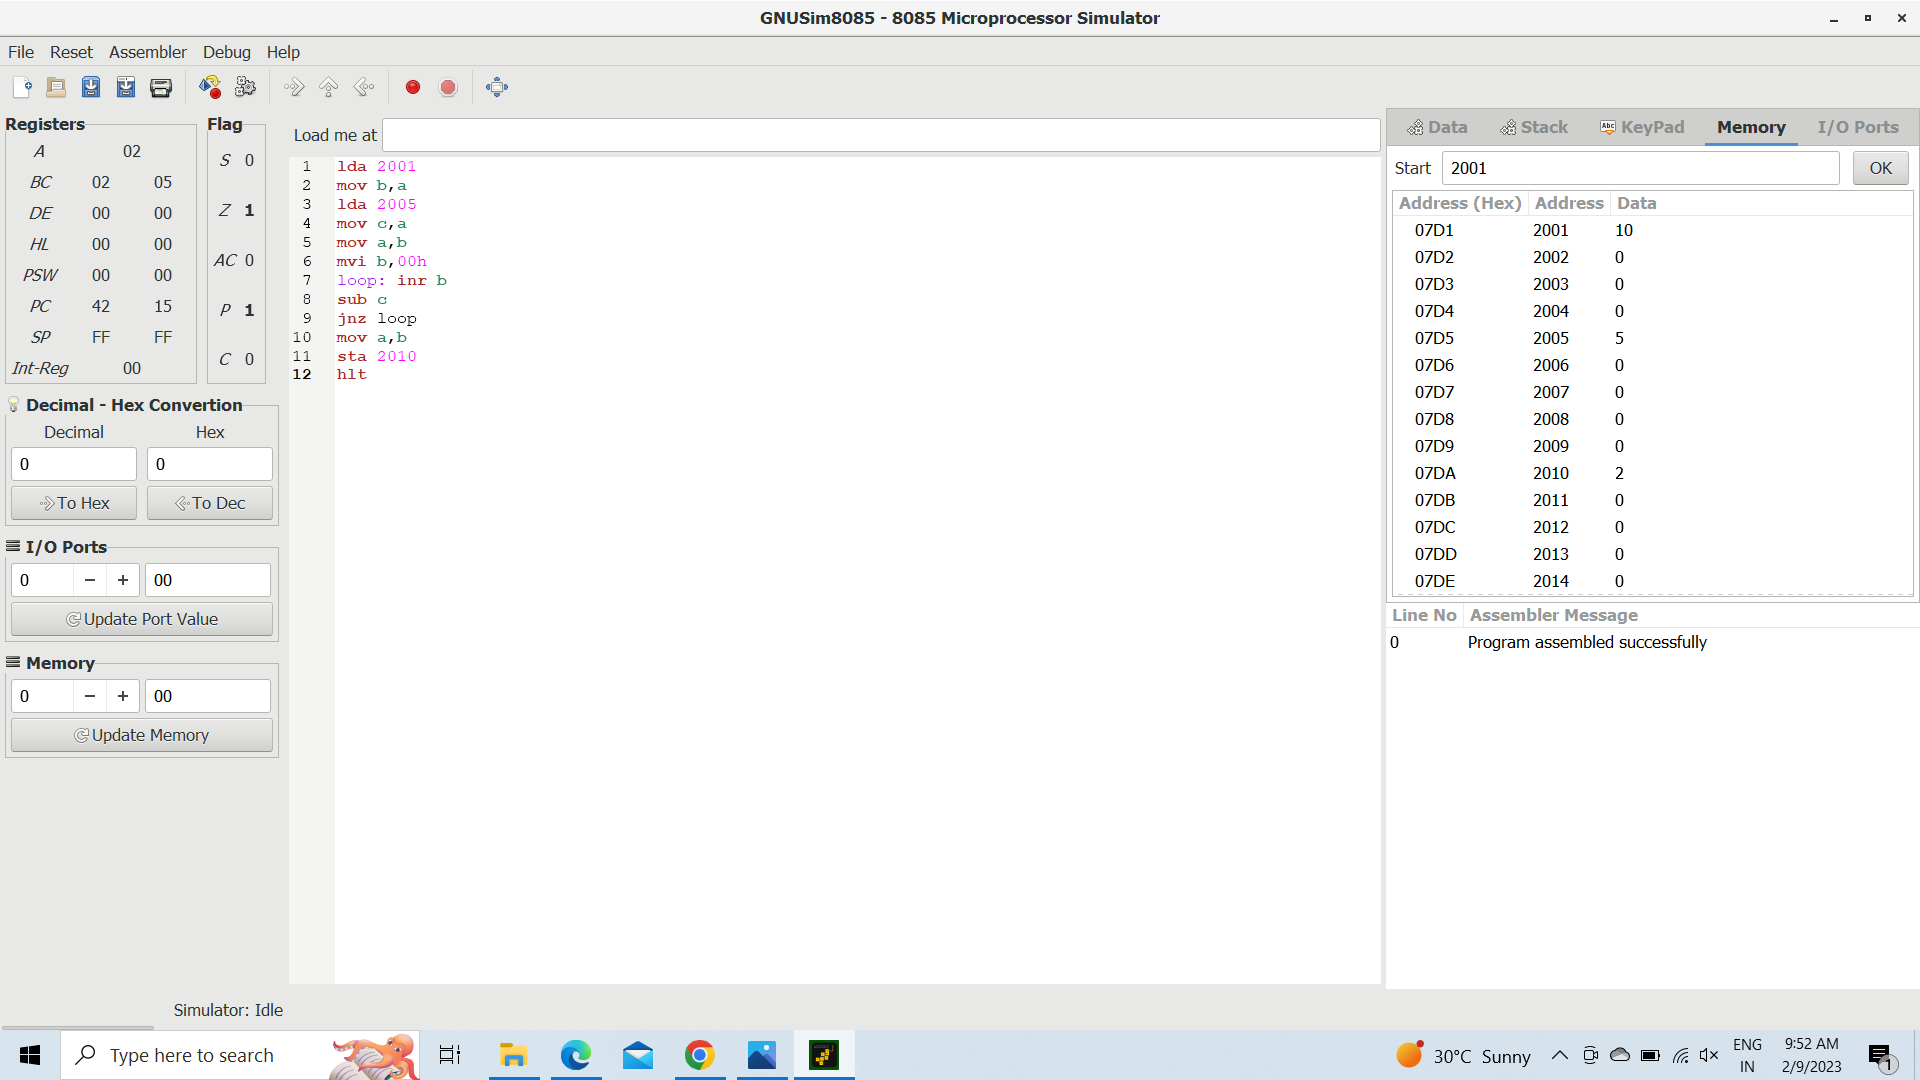 GNUSim8085 - 8085 Microprocessor Simulator
File Reset Assembler Debug Help
Registers
A 02
BC 02 05
DE 00 00
HL 00 00
PSW 00 00
PC 42 15
SP FF FF
Int-Reg 00
Flag
S 0
Z 1
AC 0
P 1
C 0
Decimal - Hex Convertion
Decimal Hex
0 0
To Hex To Dec
I/O Ports
0 − + 00
Update Port Value
Memory
0 − + 00
Update Memory
Load me at
1 lda 2001
2 mov b,a
3 lda 2005
4 mov c,a
5 mov a,b
6 mvi b,00h
7 loop: inr b
8 sub c
9 jnz loop
10 mov a,b
11 sta 2010
12 hlt
Data Stack Abc KeyPad Memory I/O Ports
Start 2001 OK
Address (Hex) Address Data
07D1 2001 10
07D2 2002 0
07D3 2003 0
07D4 2004 0
07D5 2005 5
07D6 2006 0
07D7 2007 0
07D8 2008 0
07D9 2009 0
07DA 2010 2
07DB 2011 0
07DC 2012 0
07DD 2013 0
07DE 2014 0
Line No Assembler Message
0 Program assembled successfully
Simulator: Idle
Type here to search
30°C Sunny
ENG
IN
9:52 AM
2/9/2023
1